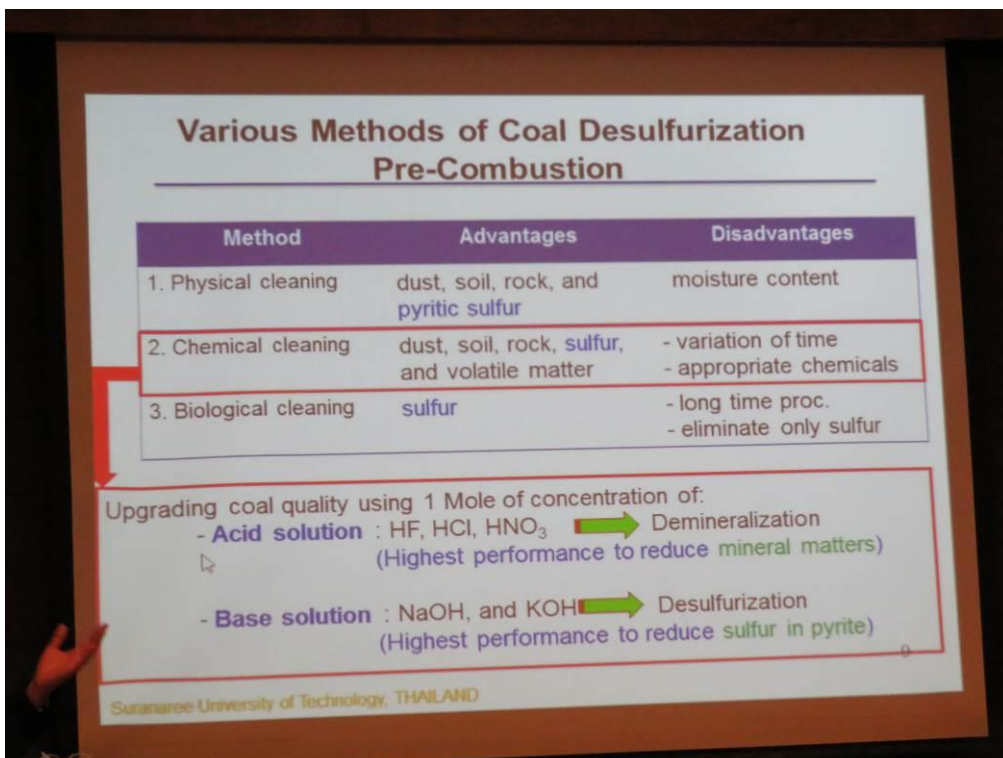 Various Methods of Coal Desulfurization
Pre-Combustion
Method Advantages Disadvantages
1. Physical cleaning dust, soil, rock, and moisture content
pyritic sulfur
2. Chemical cleaning dust, soil, rock, sulfur, - variation of time
and volatile matter - appropriate chemicals
3. Biological cleaning sulfur - long time proc.
- eliminate only sulfur
Upgrading coal quality using 1 Mole of concentration of:
- Acid solution : HF, HCl, HNO₃ Demineralization
(Highest performance to reduce mineral matters)
- Base solution : NaOH, and KOH Desulfurization
(Highest performance to reduce sulfur in pyrite)
9
Suranaree University of Technology, THAILAND